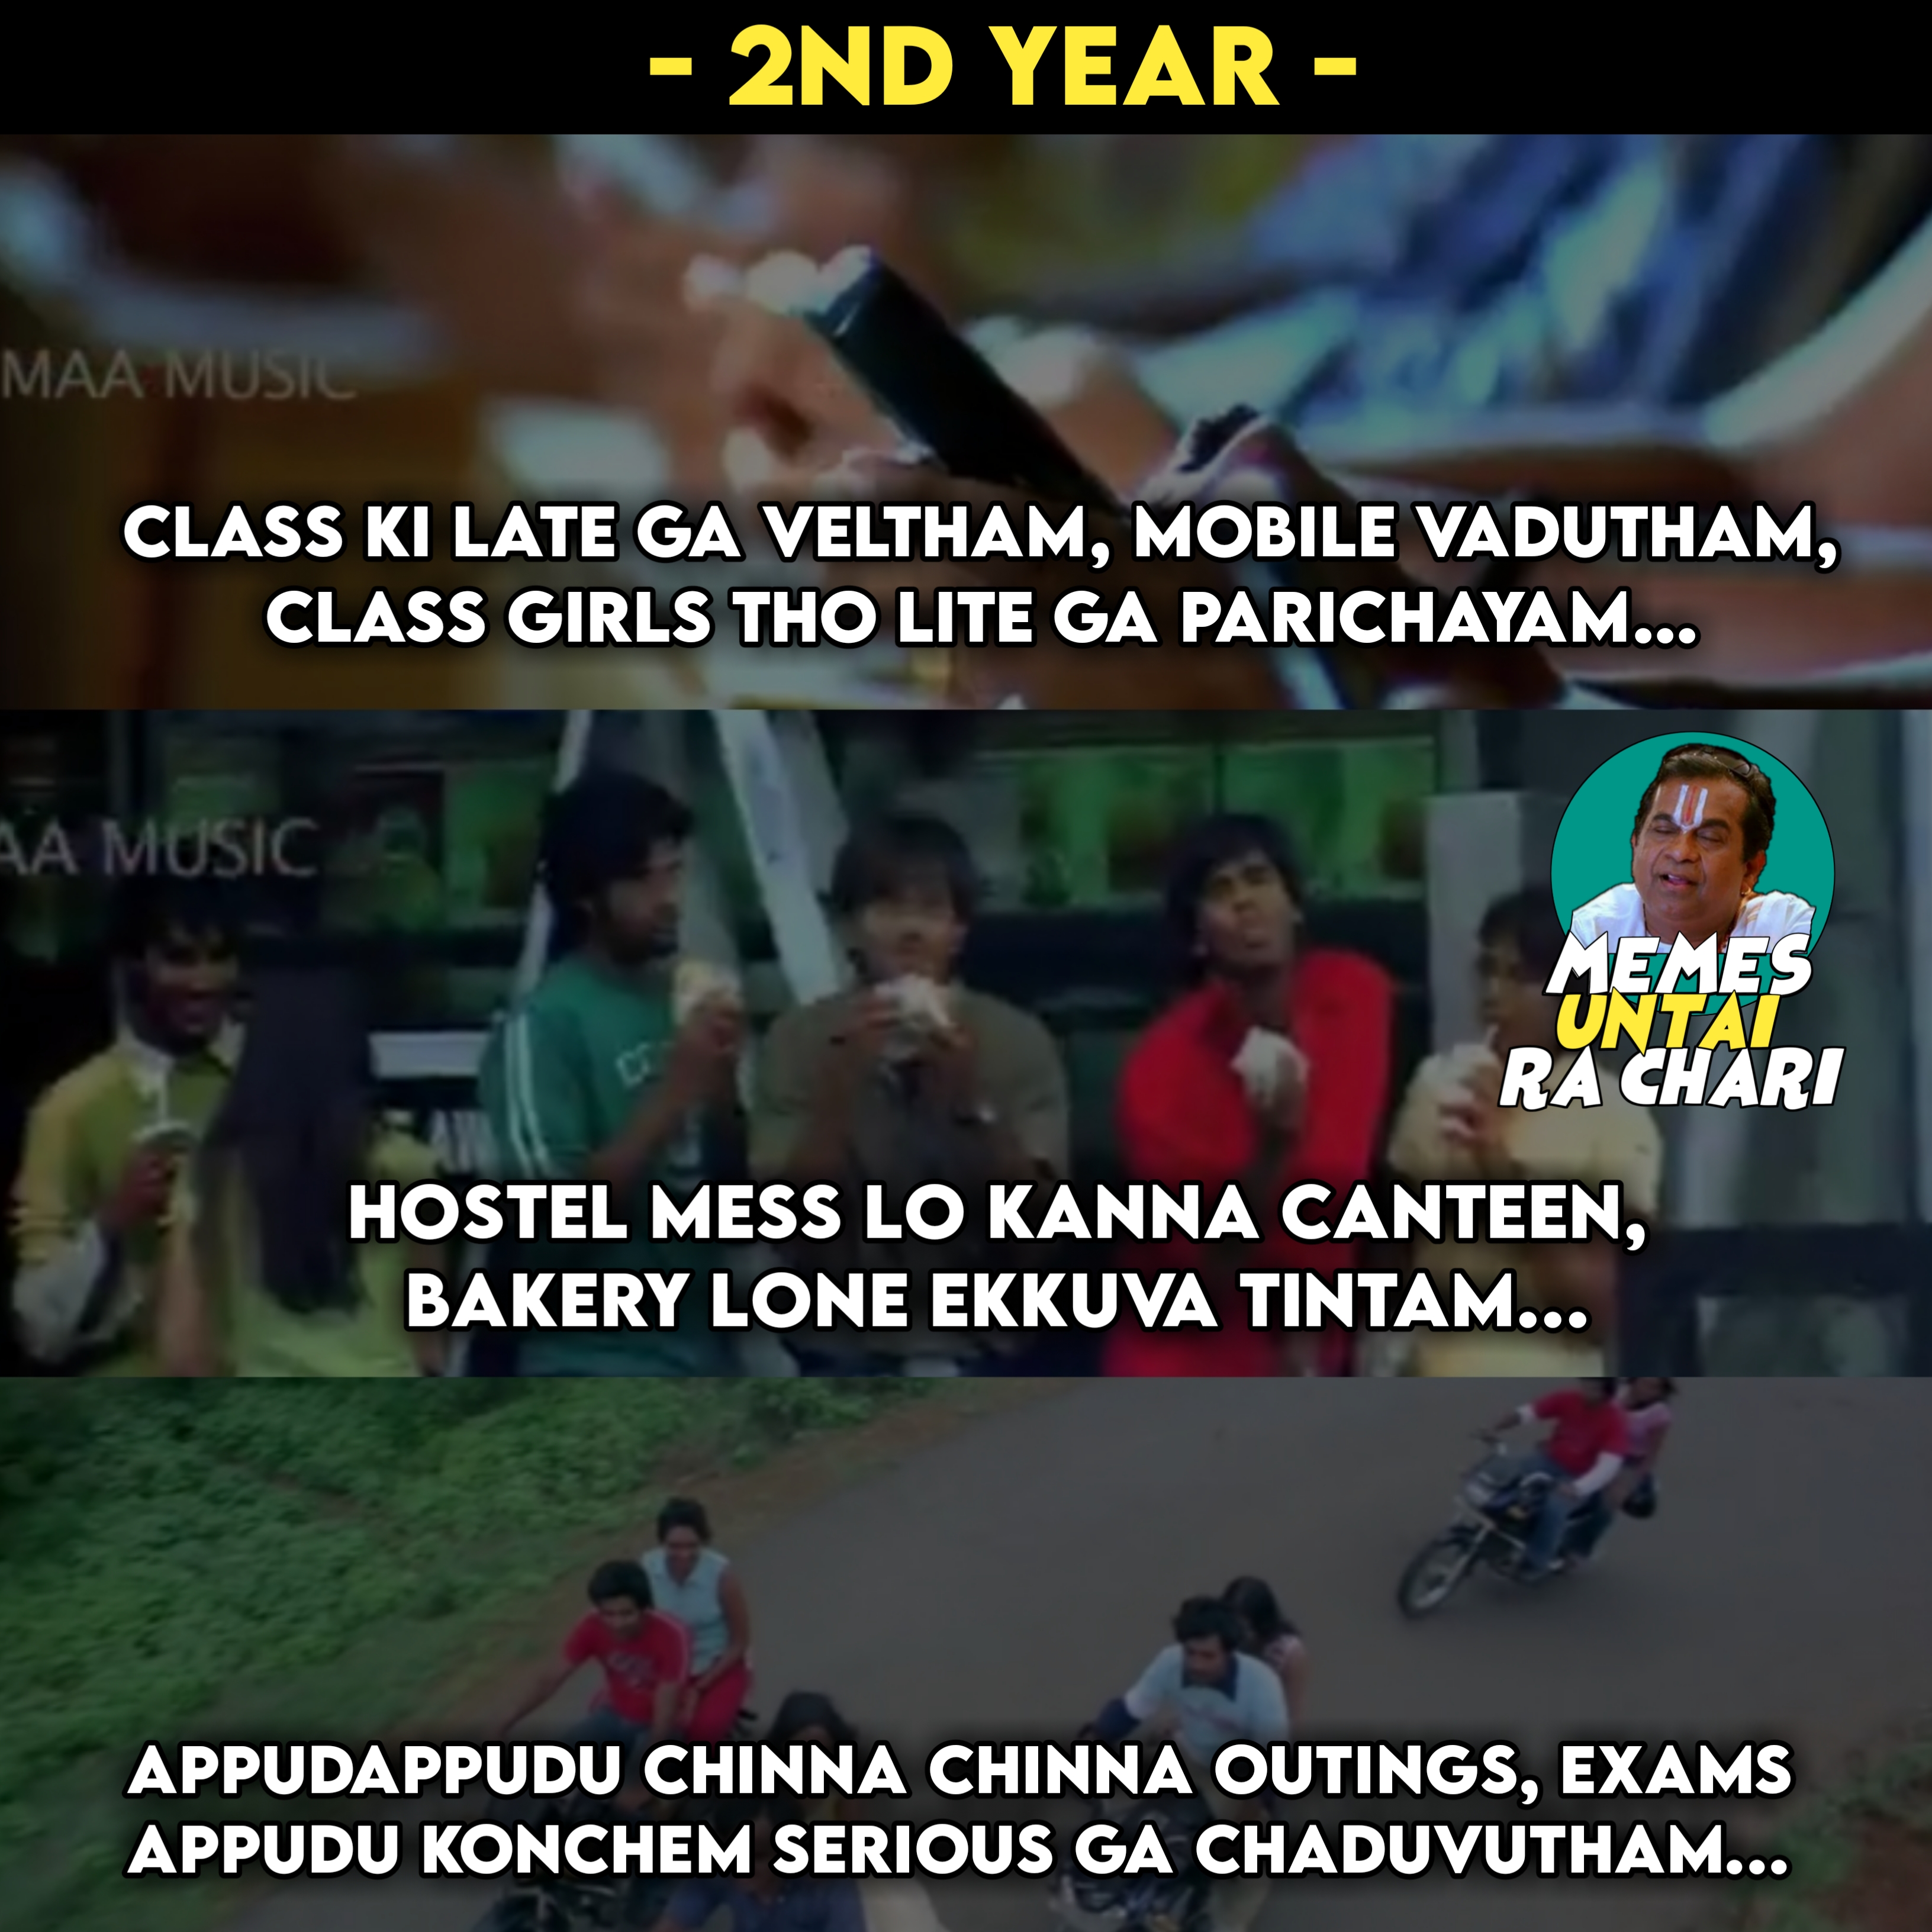 - 2ND YEAR -
MAA MUSIC
CLASS KI LATE GA VELTHAM, MOBILE VADUTHAM,
CLASS GIRLS THO LITE GA PARICHAYAM...
AA MUSIC
MEMES
UNTAI
RA CHARI
HOSTEL MESS LO KANNA CANTEEN,
BAKERY LONE EKKUVA TINTAM...
APPUDAPPUDU CHINNA CHINNA OUTINGS, EXAMS
APPUDU KONCHEM SERIOUS GA CHADUVUTHAM...